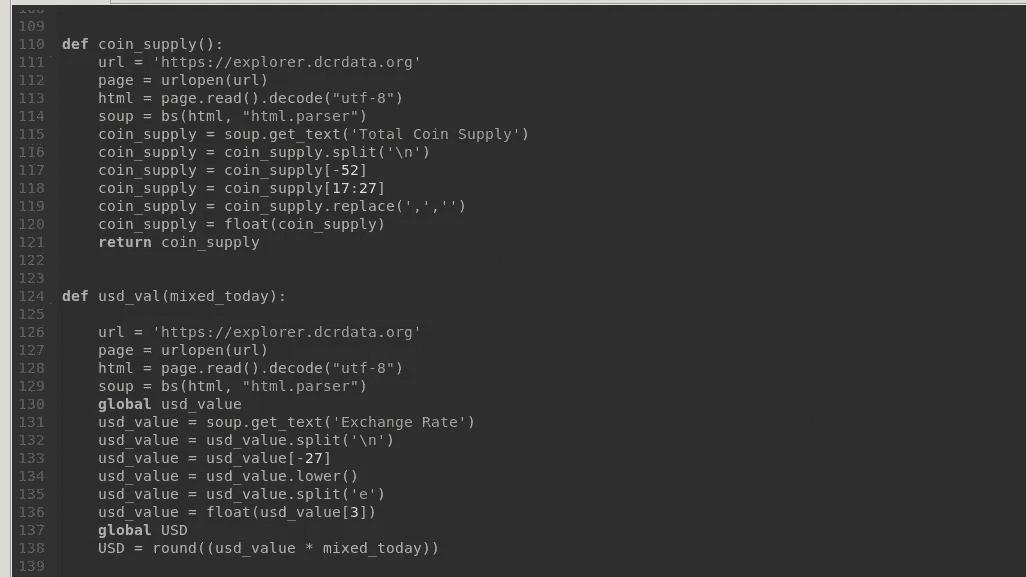 109
110 def coin_supply():
111     url = 'https://explorer.dcrdata.org'
112     page = urlopen(url)
113     html = page.read().decode("utf-8")
114     soup = bs(html, "html.parser")
115     coin_supply = soup.get_text('Total Coin Supply')
116     coin_supply = coin_supply.split('\n')
117     coin_supply = coin_supply[-52]
118     coin_supply = coin_supply[17:27]
119     coin_supply = coin_supply.replace(',','')
120     coin_supply = float(coin_supply)
121     return coin_supply
122
123
124 def usd_val(mixed_today):
125
126     url = 'https://explorer.dcrdata.org'
127     page = urlopen(url)
128     html = page.read().decode("utf-8")
129     soup = bs(html, "html.parser")
130     global usd_value
131     usd_value = soup.get_text('Exchange Rate')
132     usd_value = usd_value.split('\n')
133     usd_value = usd_value[-27]
134     usd_value = usd_value.lower()
135     usd_value = usd_value.split('e')
136     usd_value = float(usd_value[3])
137     global USD
138     USD = round((usd_value * mixed_today))
139